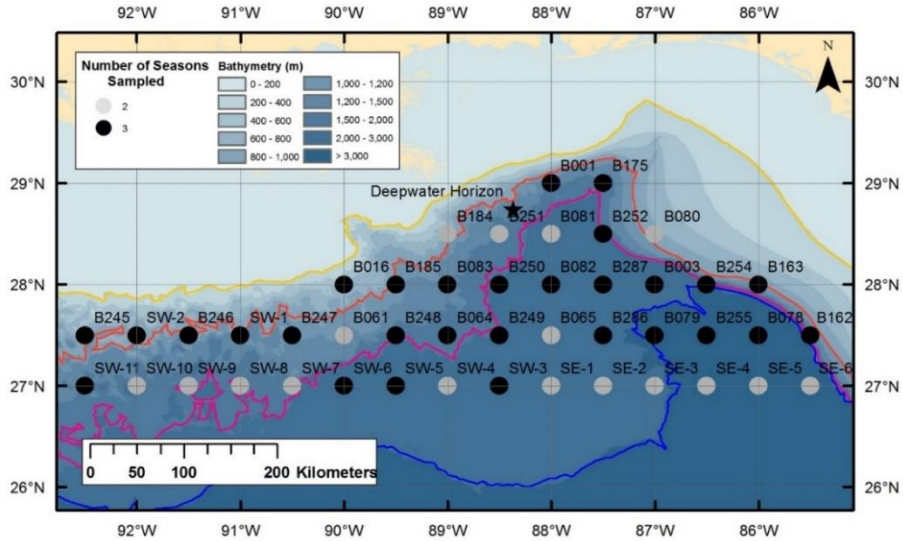 92°W 91°W 90°W 89°W 88°W 87°W 86°W
N
30°N 30°N
Number of Seasons
Sampled
2
3
Bathymetry (m)
0 - 200
200 - 400
400 - 600
600 - 800
800 - 1,000
1,000 - 1,200
1,200 - 1,500
1,500 - 2,000
2,000 - 3,000
> 3,000
B001 B175
29°N 29°N
Deepwater Horizon
B184 B251 B081 B252 B080
B016 B185 B083 B250 B082 B287 B003 B254 B163
28°N 28°N
B245 SW-2 B246 SW-1 B247 B061 B248 B064 B249 B065 B286 B079 B255 B078 B162
SW-11 SW-10 SW-9 SW-8 SW-7 SW-6 SW-5 SW-4 SW-3 SE-1 SE-2 SE-3 SE-4 SE-5 SE-6
27°N 27°N
0 50 100 200 Kilometers
26°N 26°N
92°W 91°W 90°W 89°W 88°W 87°W 86°W